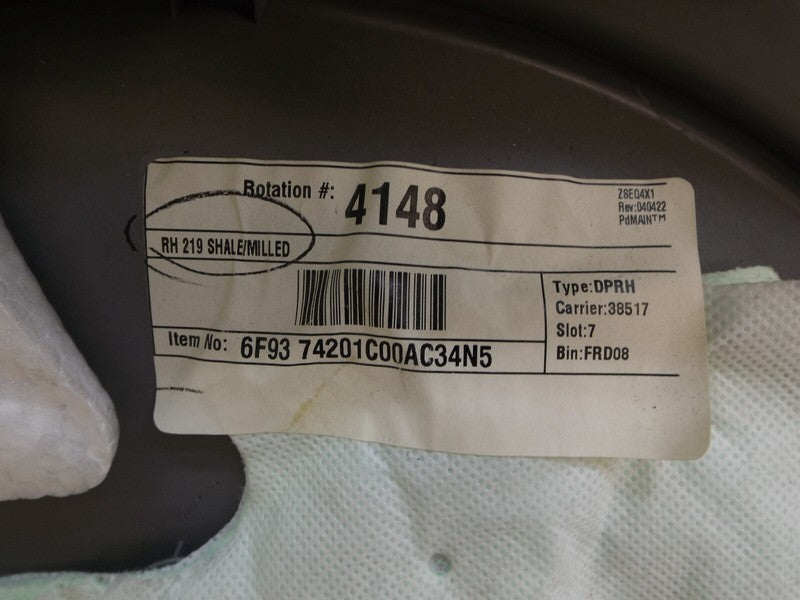 Rotation #: 4148
ZSEQ4X1
Rev:040422
PdMAIN™
RH 219 SHALE/MILLED
Type:DPRH
Carrier:38517
Slot:7
Bin:FRD08
Item No: 6F93 74201C00AC34N5